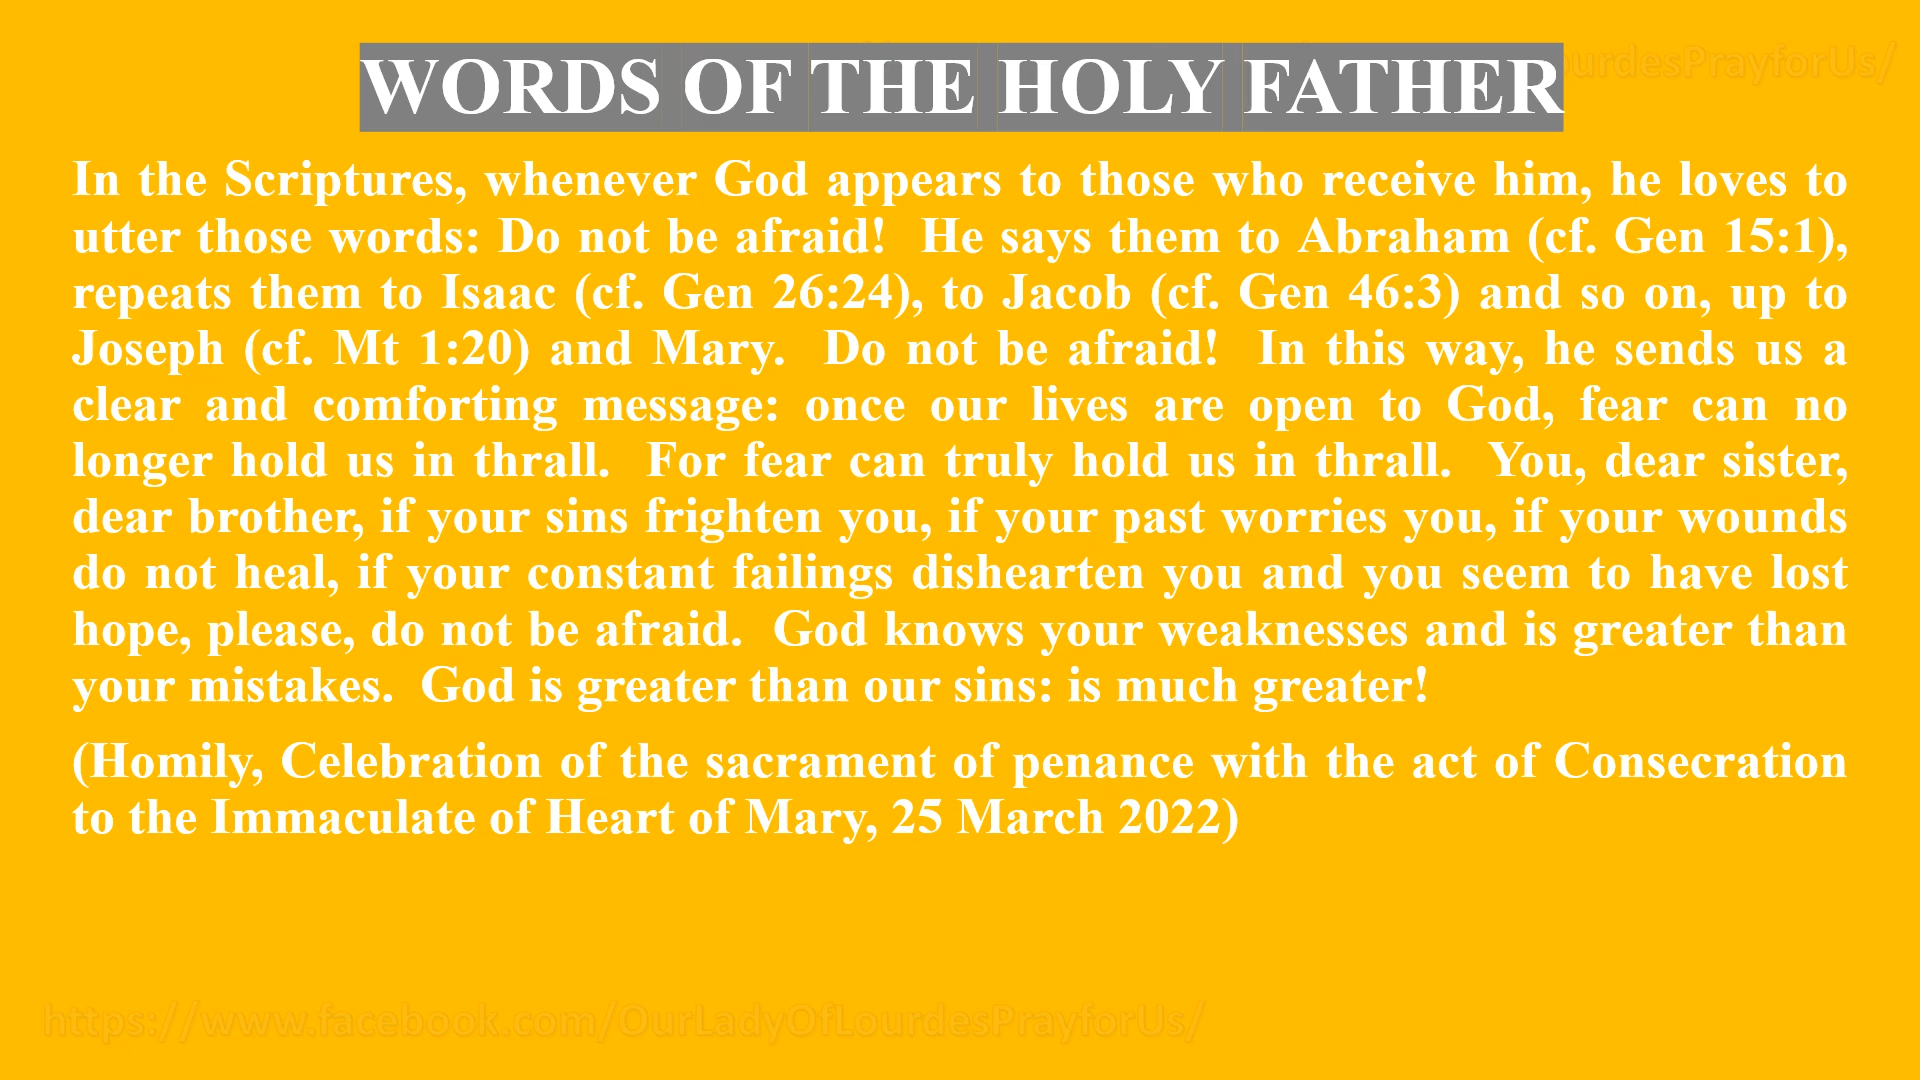 WORDS OF THE HOLY FATHER
ourdesPrayforUs/
In the Scriptures, whenever God appears to those who receive him, he loves to
utter those words: Do not be afraid! He says them to Abraham (cf. Gen 15:1),
repeats them to Isaac (cf. Gen 26:24), to Jacob (cf. Gen 46:3) and so on, up to
Joseph (cf. Mt 1:20) and Mary. Do not be afraid! In this way, he sends us a
clear and comforting message: once our lives are open to God, fear can no
longer hold us in thrall. For fear can truly hold us in thrall. You, dear sister,
dear brother, if your sins frighten you, if your past worries you, if your wounds
do not heal, if your constant failings dishearten you and you seem to have lost
hope, please, do not be afraid. God knows your weaknesses and is greater than
your mistakes. God is greater than our sins: is much greater!
(Homily, Celebration of the sacrament of penance with the act of Consecration
to the Immaculate of Heart of Mary, 25 March 2022)
https://www.facebook.com/OurLadyOfLourdesPrayforUs/